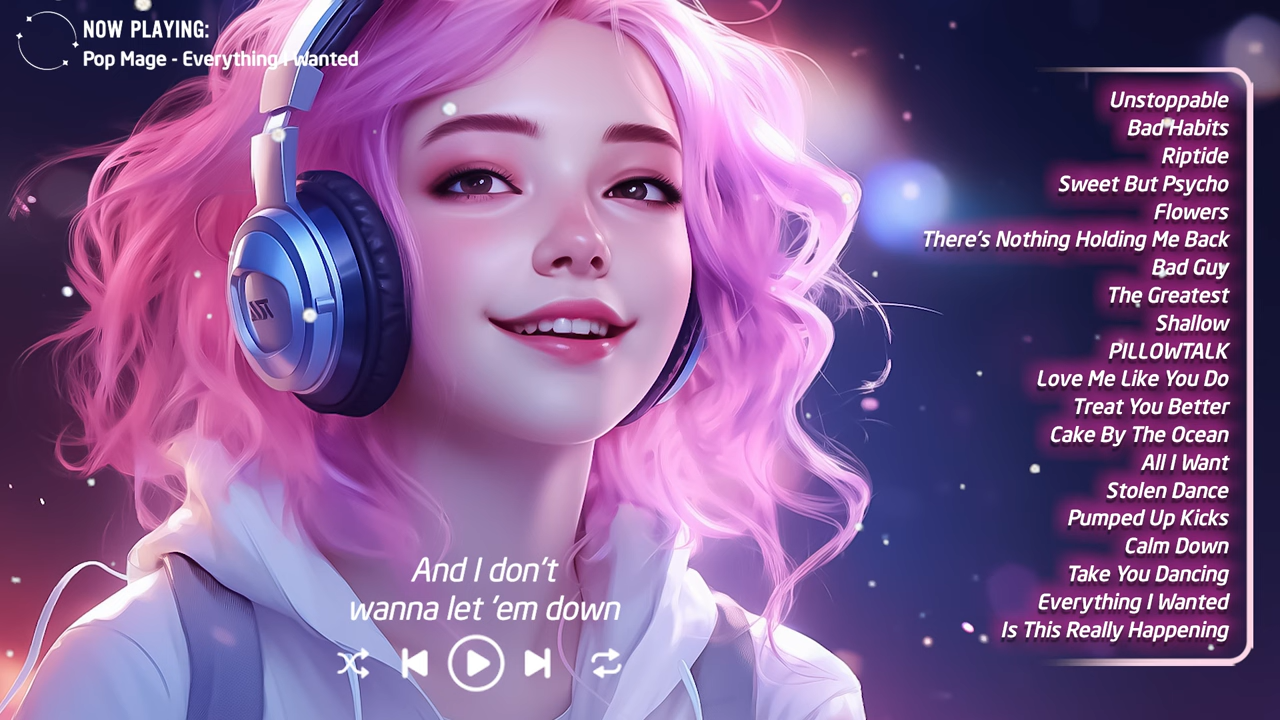 NOW PLAYING:
Pop Mage - Everything I wanted
Unstoppable
Bad Habits
Riptide
Sweet But Psycho
Flowers
There's Nothing Holding Me Back
Bad Guy
The Greatest
Shallow
PILLOWTALK
Love Me Like You Do
Treat You Better
Cake By The Ocean
All I Want
Stolen Dance
Pumped Up Kicks
Calm Down
Take You Dancing
Everything I Wanted
Is This Really Happening
And I don't
wanna let 'em down